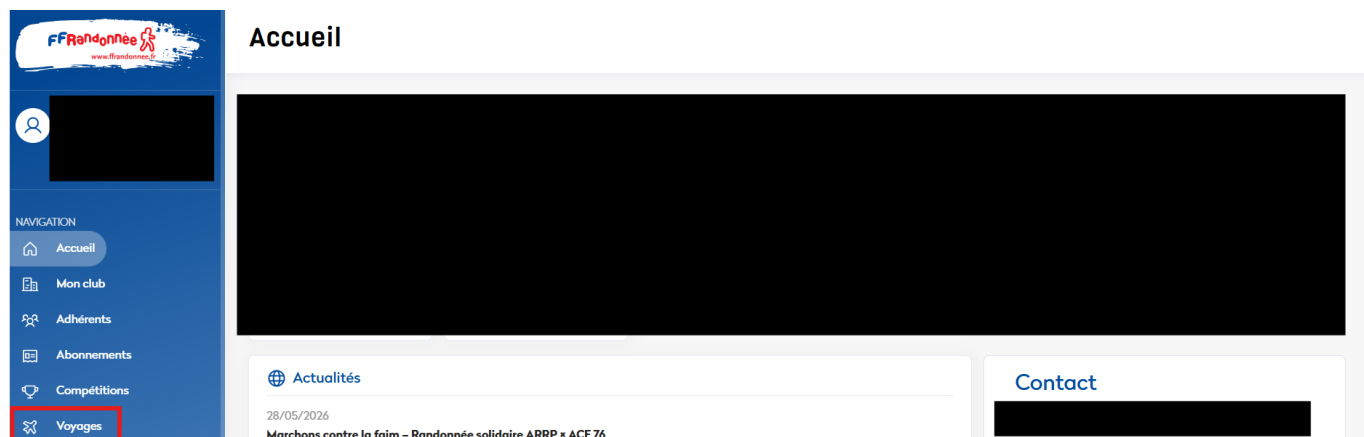 FFRandonnée
www.ffrandonnee.fr
Accueil
NAVIGATION
Accueil
Mon club
Adhérents
Abonnements
Compétitions
Voyages
Actualités
28/05/2026
Marchons contre la faim – Randonnée solidaire ARRP × ACF 76
Contact